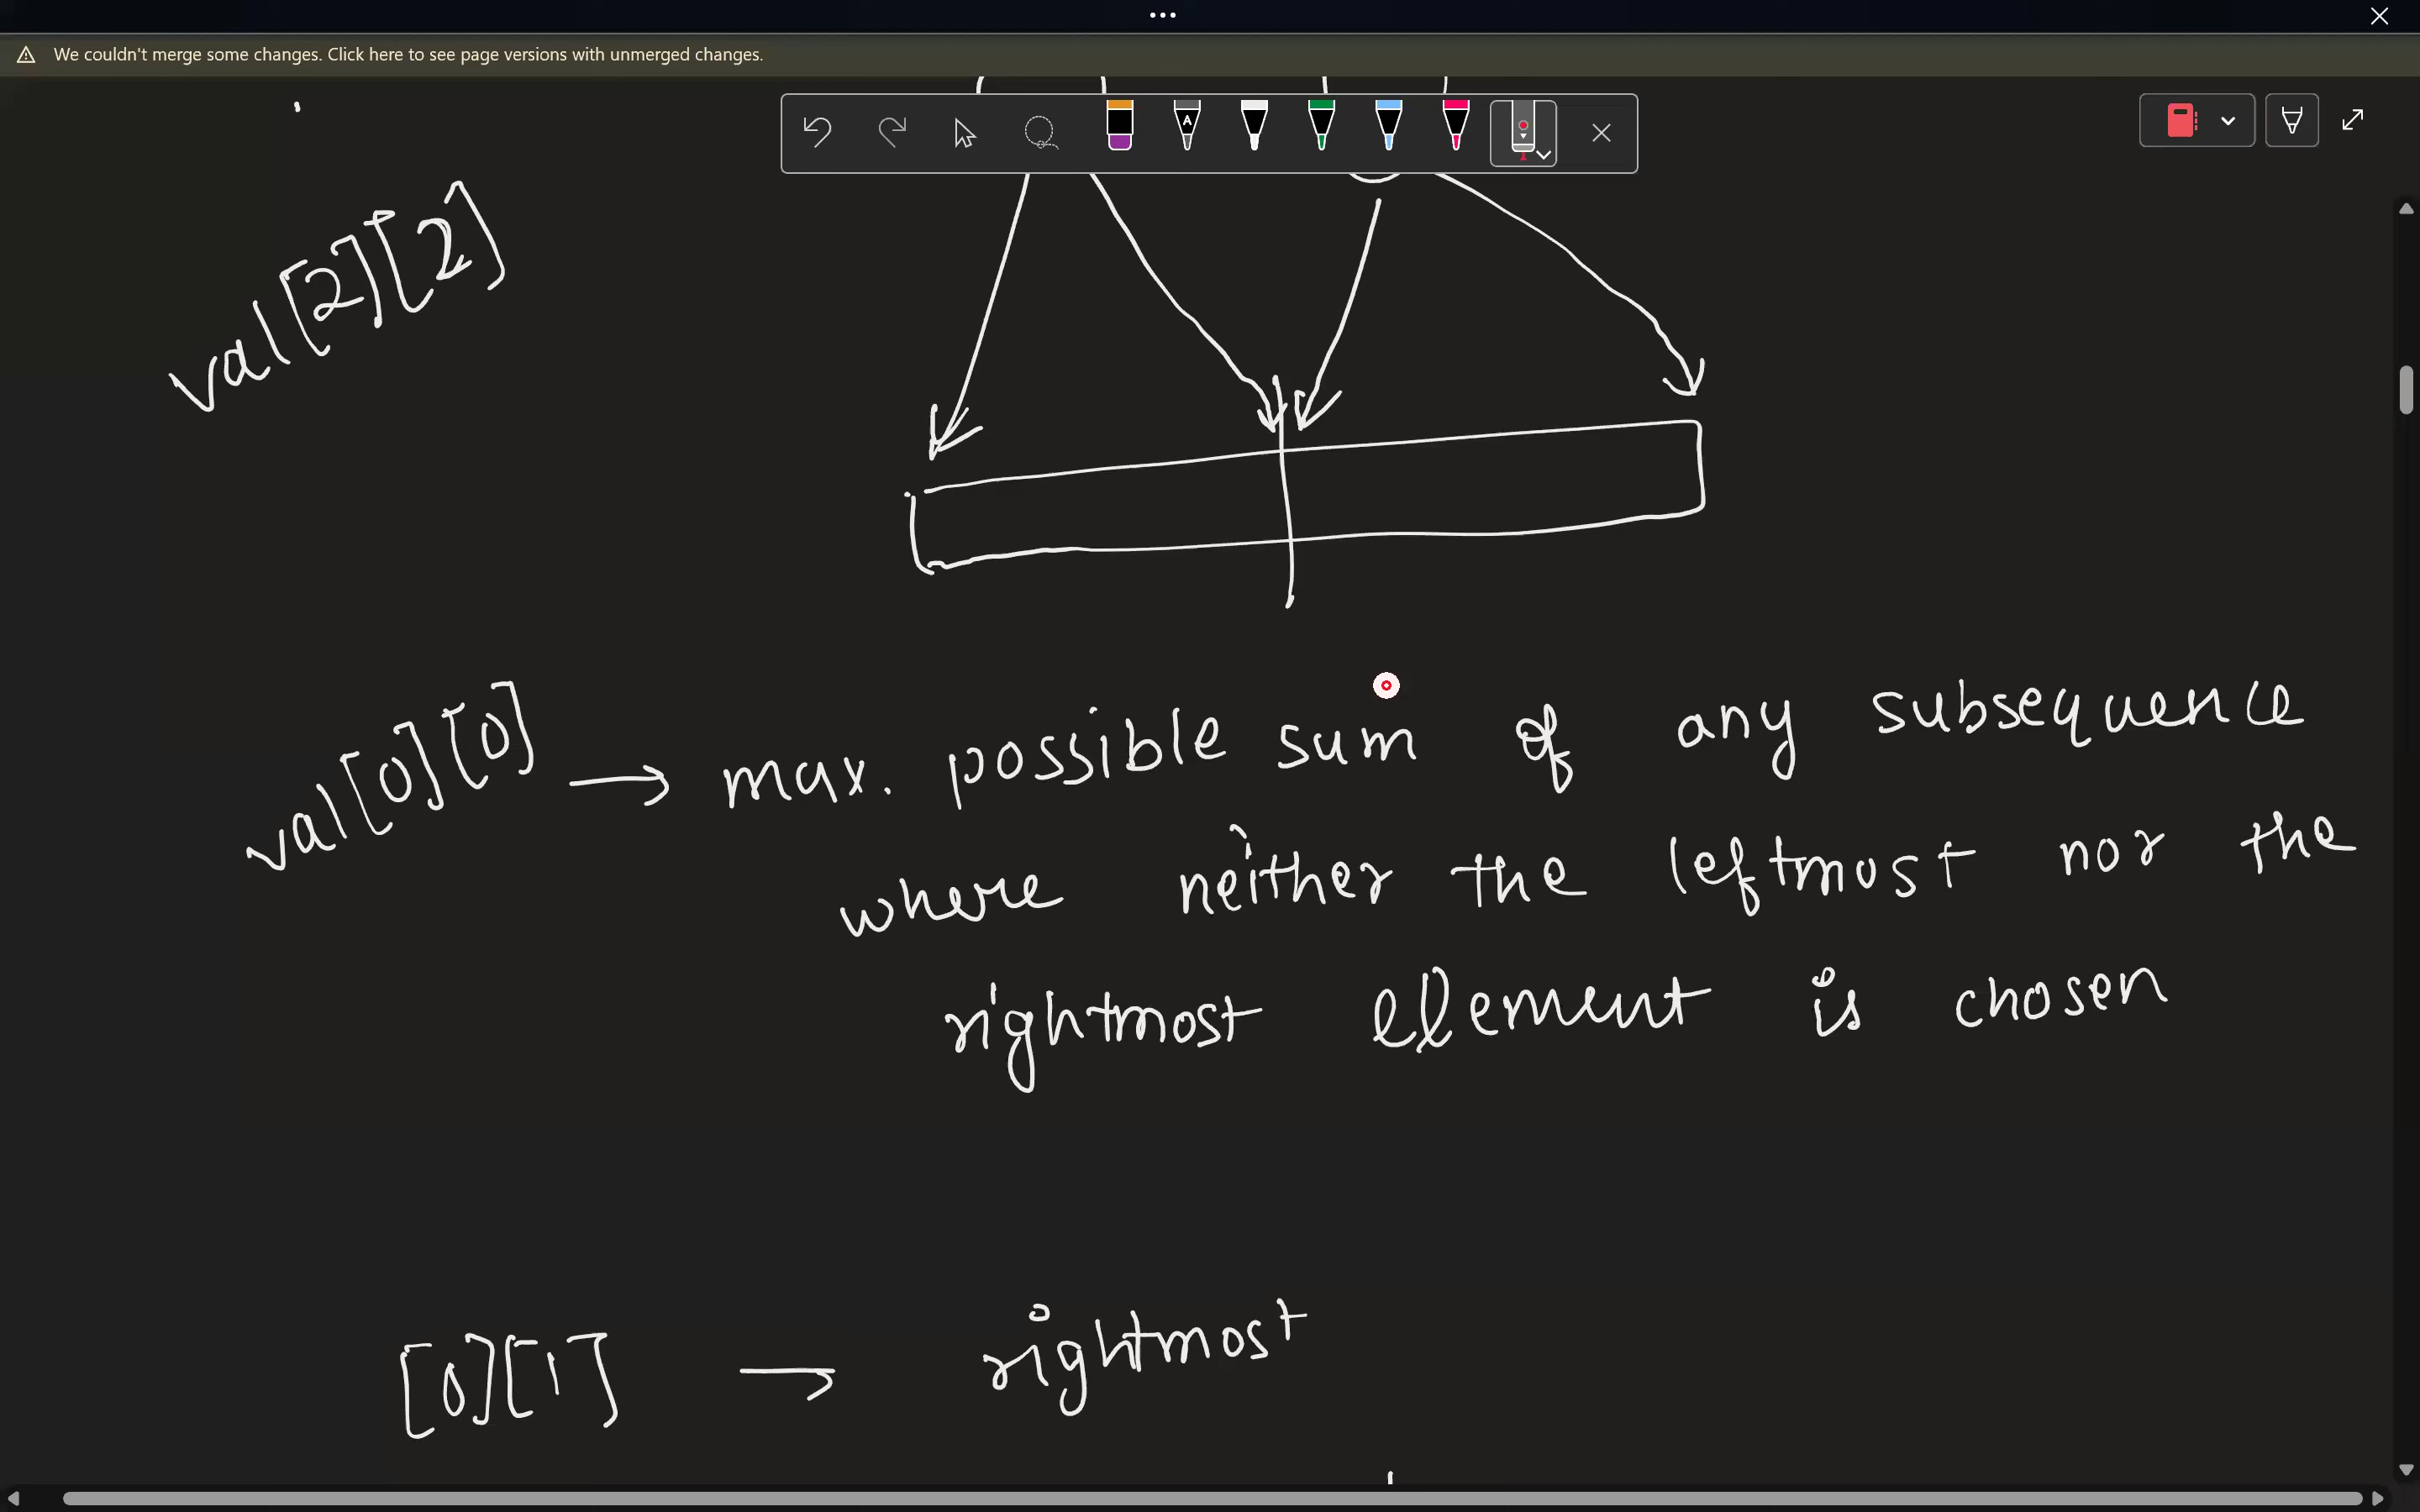 We couldn't merge some changes. Click here to see page versions with unmerged changes.
A
val[2][2]
val[0][0] → max. possible sum of any subsequence
where neither the leftmost nor the
rightmost element is chosen
[0][1] → rightmost